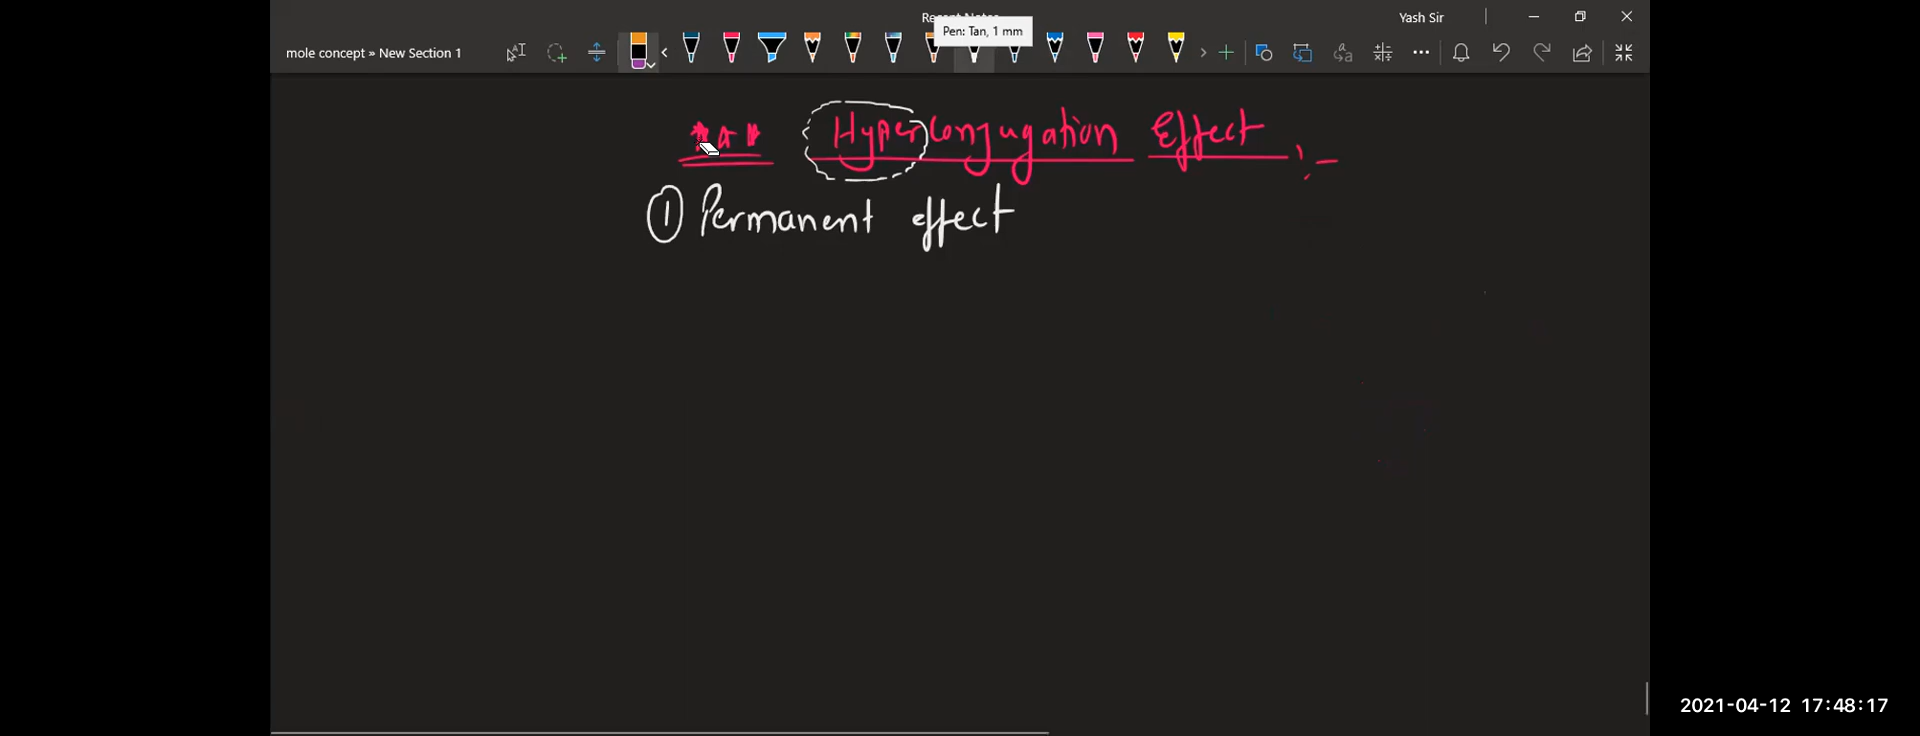 Yash Sir
Pen: Tan, 1 mm
mole concept » New Section 1
*** Hyperconjugation Effect :-
① Permanent effect
2021-04-12 17:48:17